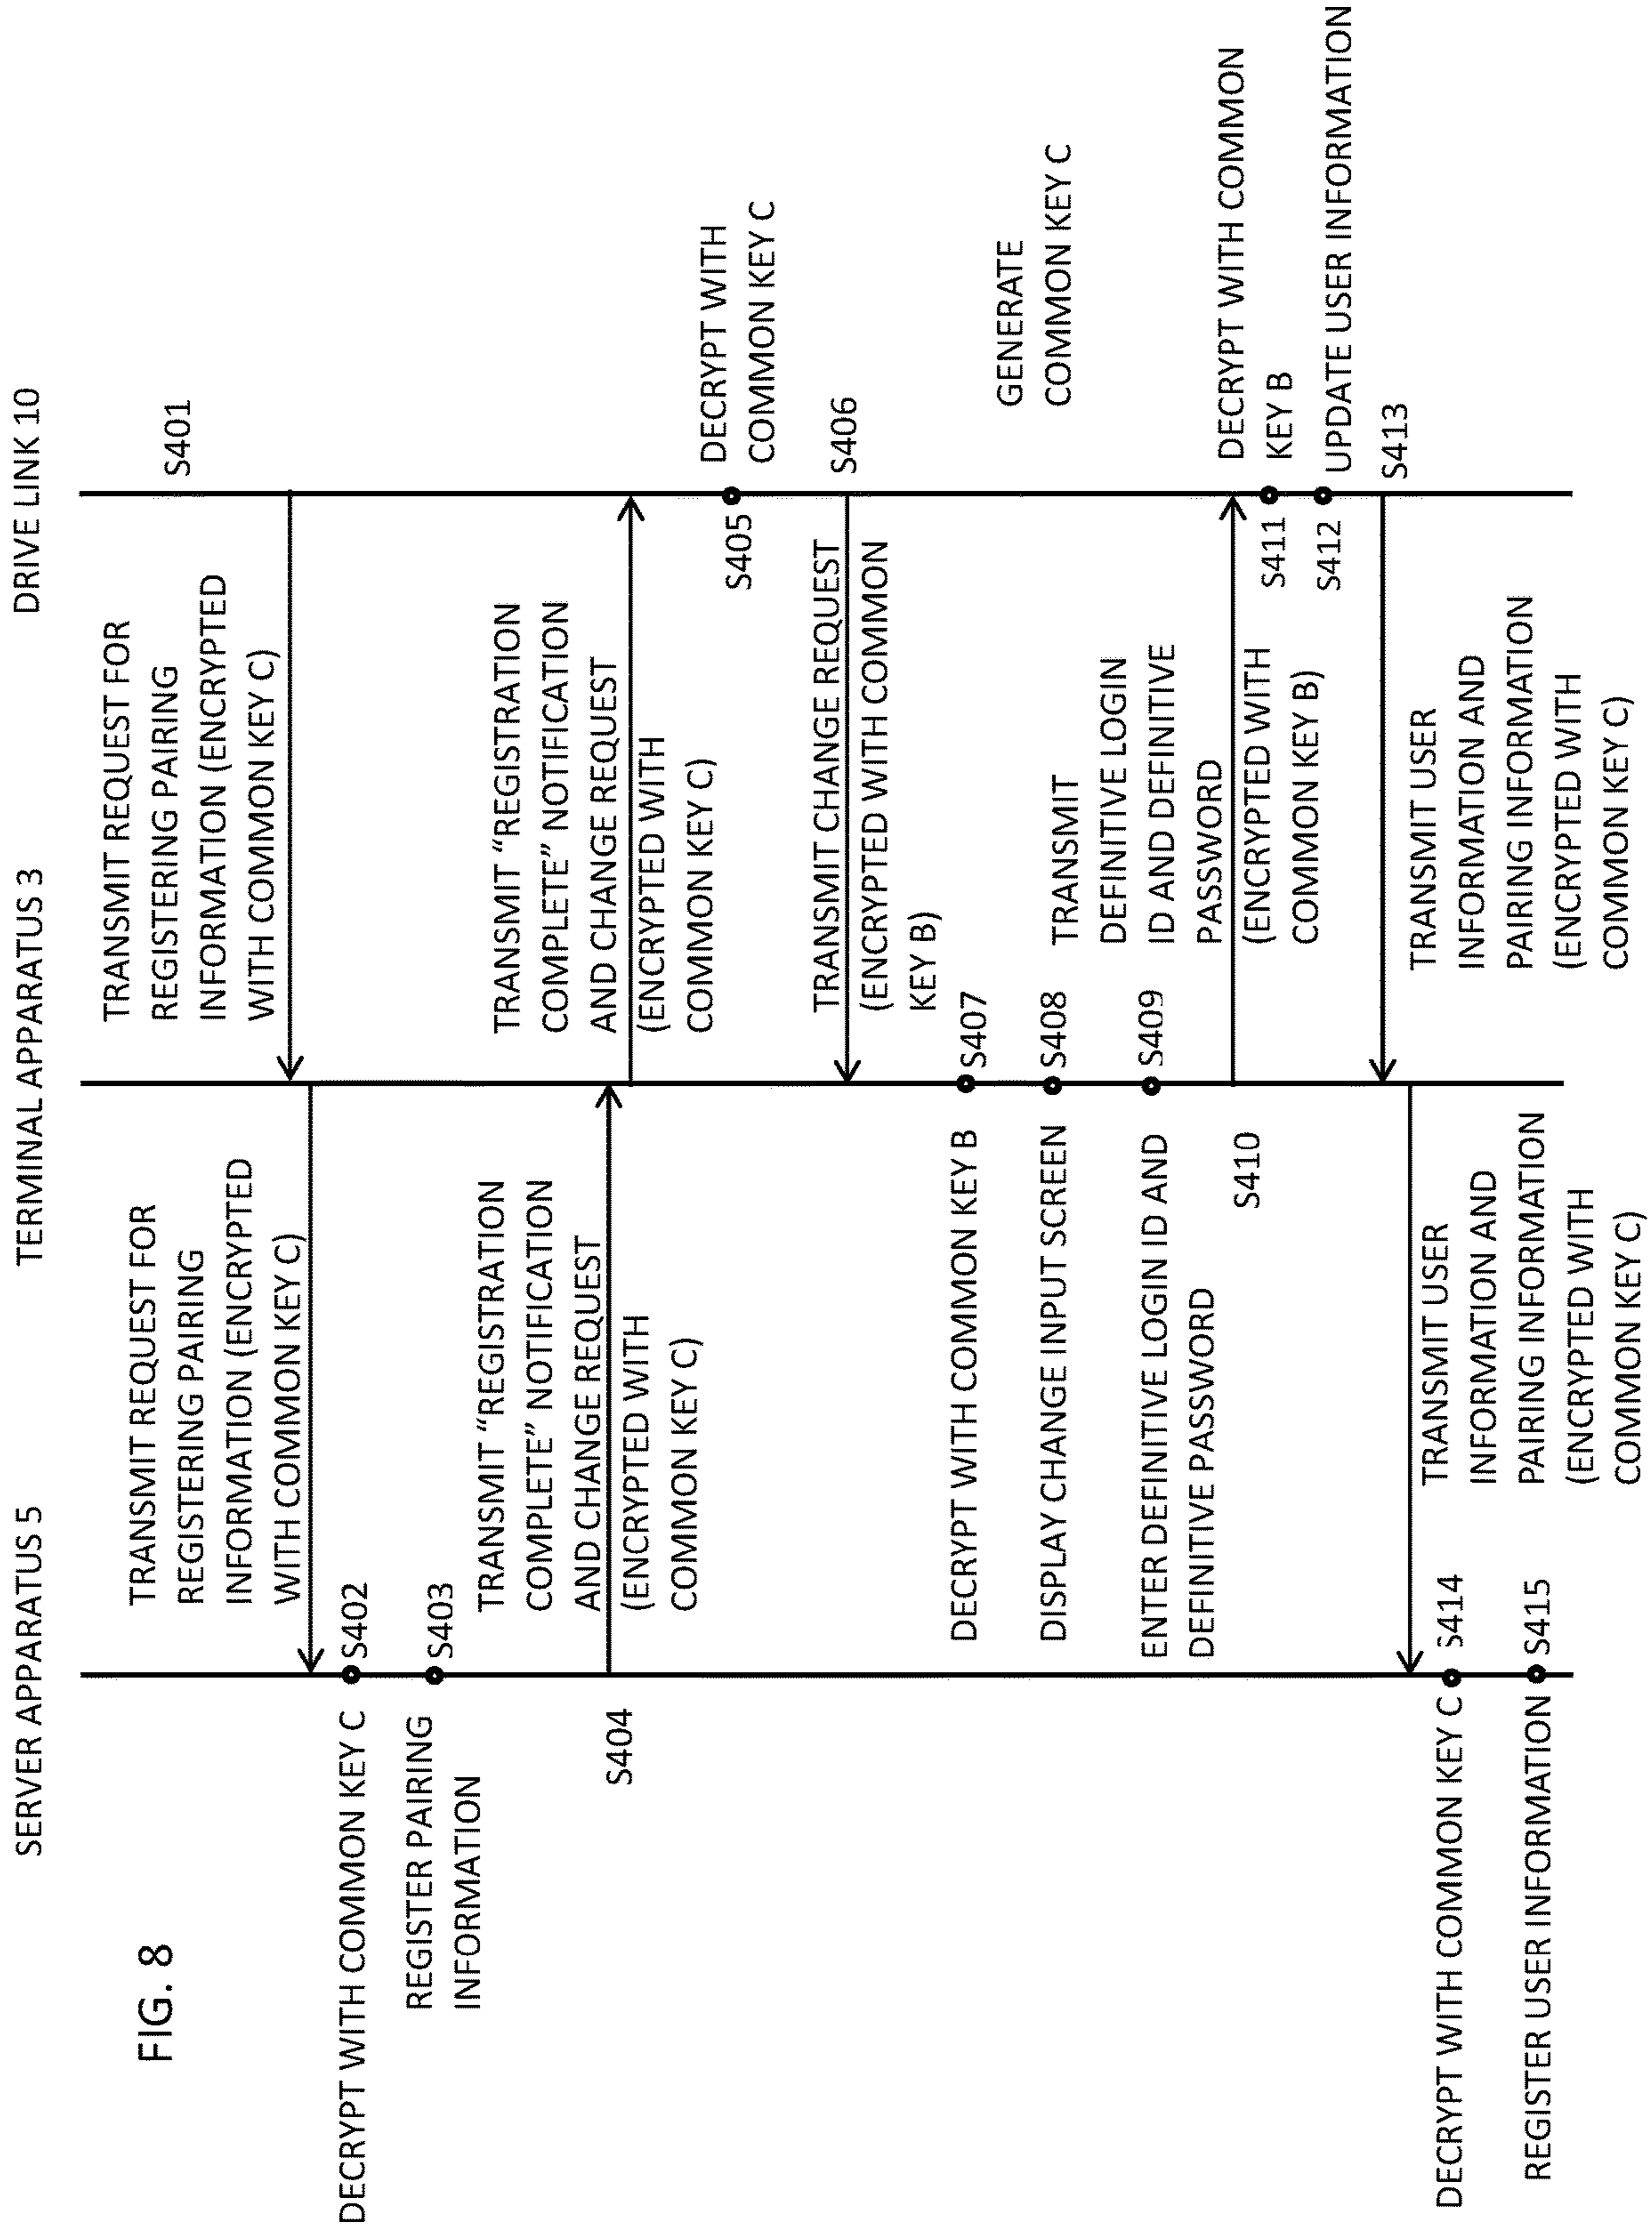 FIG. 8
SERVER APPARATUS 5
TERMINAL APPARATUS 3
DRIVE LINK 10
S401
TRANSMIT REQUEST FOR
REGISTERING PAIRING
INFORMATION (ENCRYPTED
WITH COMMON KEY C)
TRANSMIT REQUEST FOR
REGISTERING PAIRING
INFORMATION (ENCRYPTED
WITH COMMON KEY C)
DECRYPT WITH COMMON KEY C
S402
REGISTER PAIRING
INFORMATION
S403
S404
TRANSMIT “REGISTRATION
COMPLETE” NOTIFICATION
AND CHANGE REQUEST
(ENCRYPTED WITH
COMMON KEY C)
TRANSMIT “REGISTRATION
COMPLETE” NOTIFICATION
AND CHANGE REQUEST
(ENCRYPTED WITH
COMMON KEY C)
S405
DECRYPT WITH
COMMON KEY C
S406
TRANSMIT CHANGE REQUEST
(ENCRYPTED WITH COMMON
KEY B)
GENERATE
COMMON KEY C
DECRYPT WITH COMMON KEY B
S407
DISPLAY CHANGE INPUT SCREEN
S408
ENTER DEFINITIVE LOGIN ID AND
DEFINITIVE PASSWORD
S409
S410
TRANSMIT
DEFINITIVE LOGIN
ID AND DEFINITIVE
PASSWORD
(ENCRYPTED WITH
COMMON KEY B)
S411
DECRYPT WITH COMMON
KEY B
S412
UPDATE USER INFORMATION
S413
TRANSMIT USER
INFORMATION AND
PAIRING INFORMATION
(ENCRYPTED WITH
COMMON KEY C)
TRANSMIT USER
INFORMATION AND
PAIRING INFORMATION
(ENCRYPTED WITH
COMMON KEY C)
DECRYPT WITH COMMON KEY C
S414
REGISTER USER INFORMATION
S415